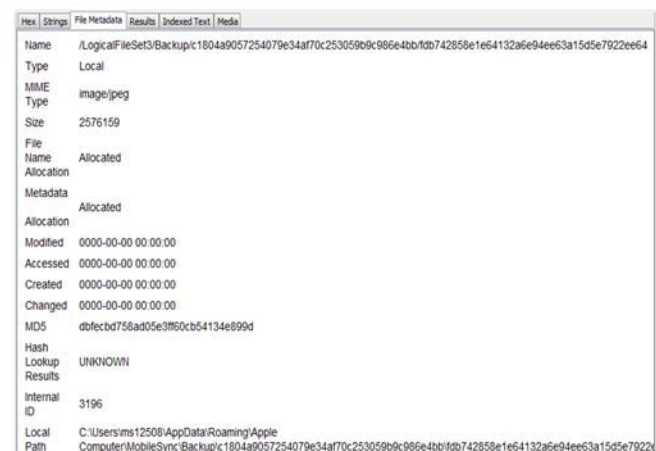 Hex Strings File Metadata Results Indexed Text Media
Name /LogicalFileSet3/Backup/c1804a9057254079e34af70c253059b9c986e4bb/fdb742858e1e64132a6e94ee63a15d5e7922ee64
Type Local
MIME
Type image/jpeg
Size 2576159
File
Name Allocated
Allocation
Metadata
Allocated
Allocation
Modified 0000-00-00 00:00:00
Accessed 0000-00-00 00:00:00
Created 0000-00-00 00:00:00
Changed 0000-00-00 00:00:00
MD5 dbfecbd758ad05e3ff60cb54134e899d
Hash
Lookup UNKNOWN
Results
Internal
ID 3196
Local C:\Users\ms12508\AppData\Roaming\Apple
Path Computer\MobileSync\Backup\c1804a9057254079e34af70c253059b9c986e4bb\fdb742858e1e64132a6e94ee63a15d5e7922e